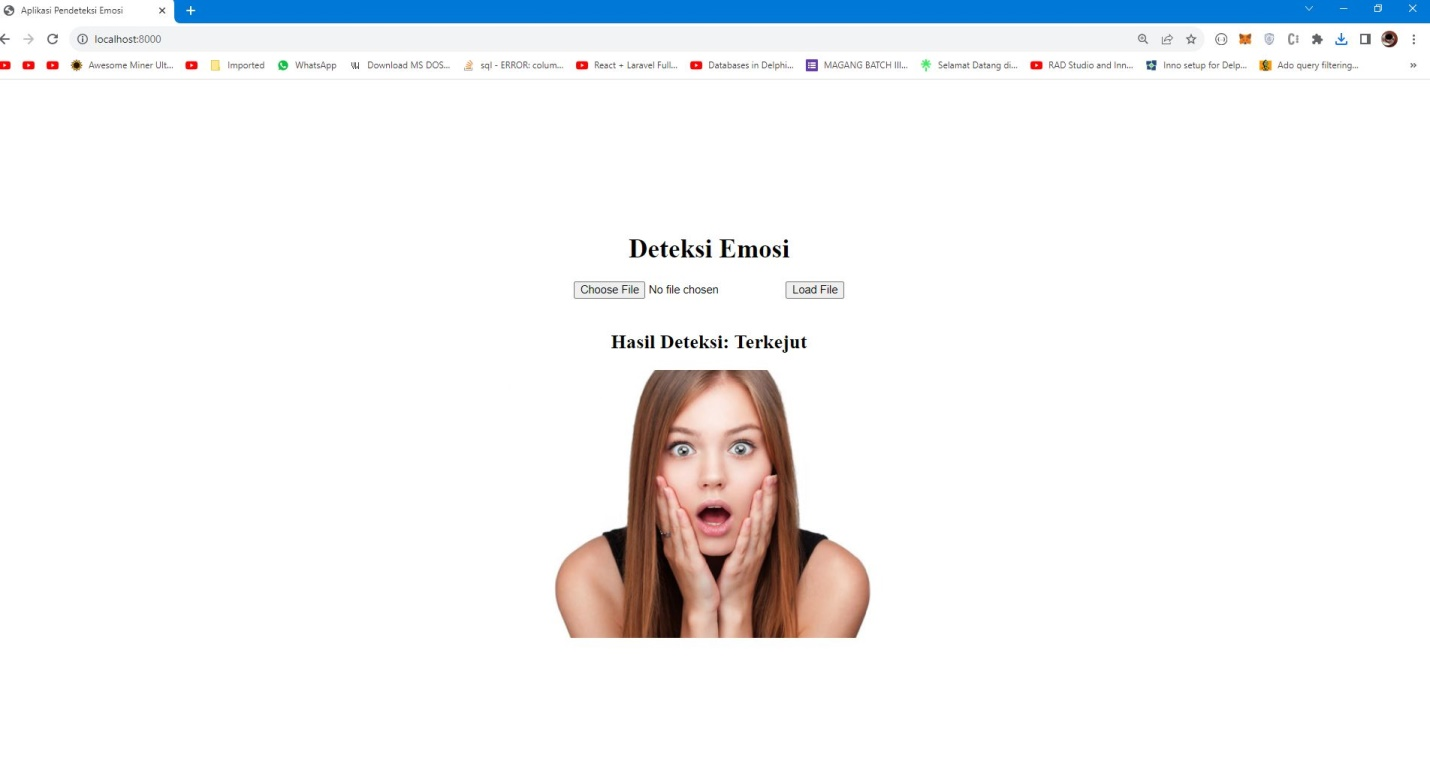 Aplikasi Pendeteksi Emosi
localhost:8000
Awesome Miner Ult... Imported WhatsApp Download MS DOS... sql - ERROR: colum... React + Laravel Full... Databases in Delphi... MAGANG BATCH III... Selamat Datang di... RAD Studio and Inn... Inno setup for Delp... Ado query filtering... »
Deteksi Emosi
Choose File No file chosen Load File
Hasil Deteksi: Terkejut